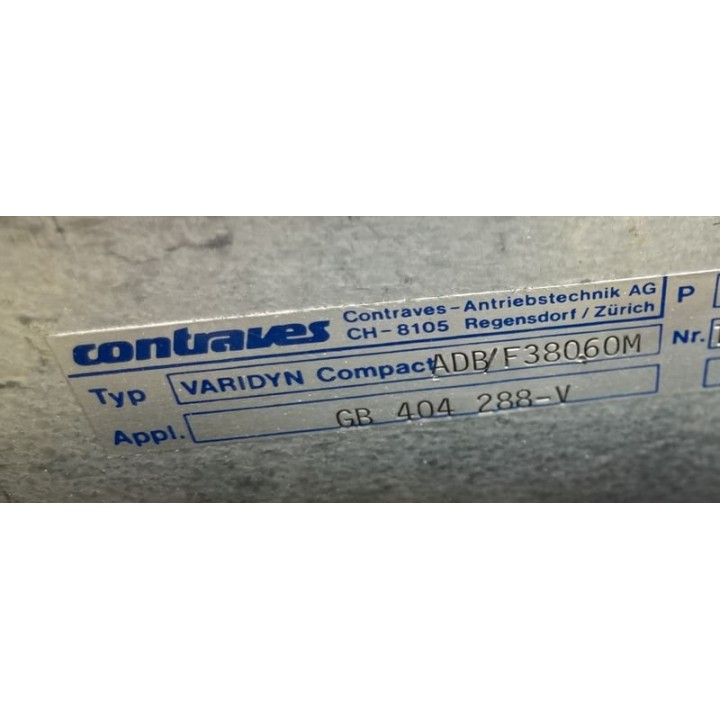 contraves
Contraves-Antriebstechnik AG
CH-8105 Regensdorf/Zürich
P
Typ VARIDYN Compact ADB/F38060M Nr.
Appl. GB 404 288-V